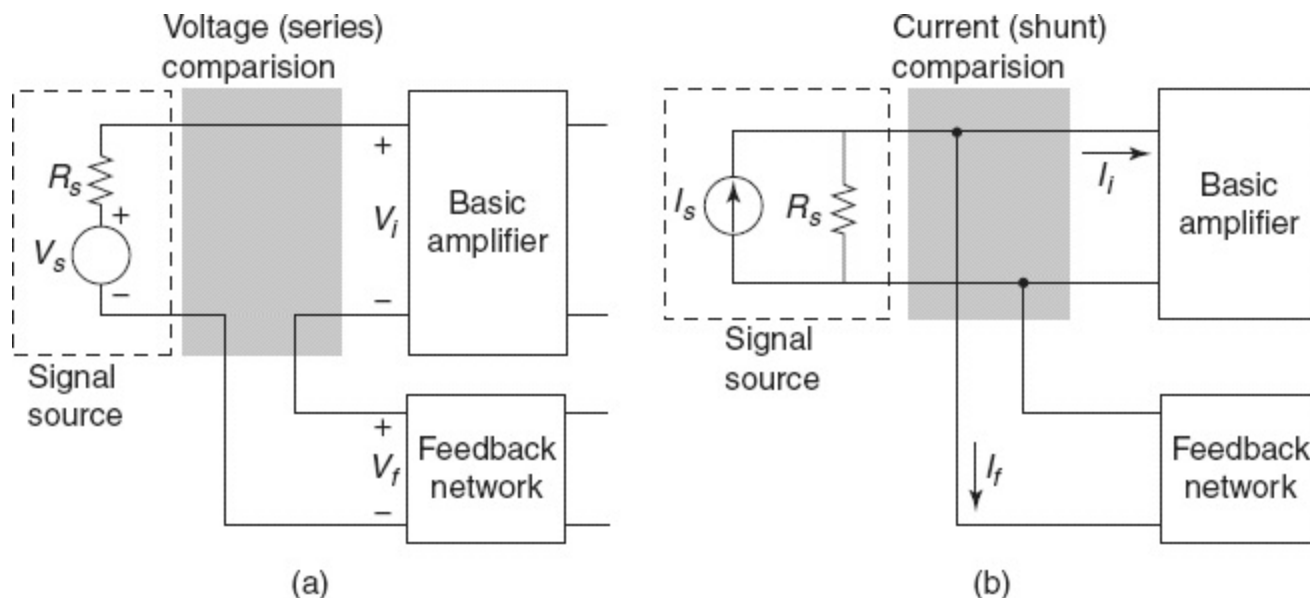 Voltage (series)
comparision
R_s
+
V_s
−
Signal
source
+
V_i
−
Basic
amplifier
+
V_f
−
Feedback
network
(a)
Current (shunt)
comparision
I_s
R_s
Signal
source
I_i
Basic
amplifier
I_f
Feedback
network
(b)